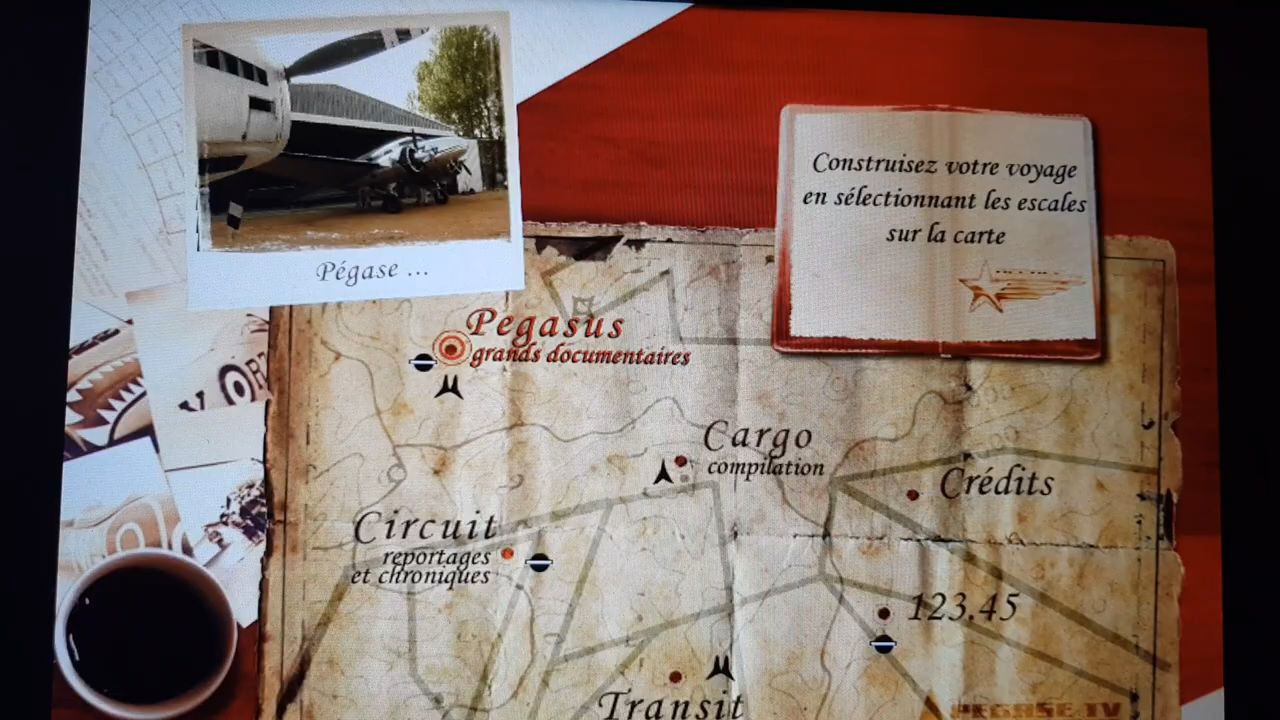 Construisez votre voyage
en sélectionnant les escales
sur la carte
Pégase ...
Pegasus
grands documentaires
Cargo
compilation
Crédits
Circuit
reportages
et chroniques
123.45
Transit
PEGASE TV